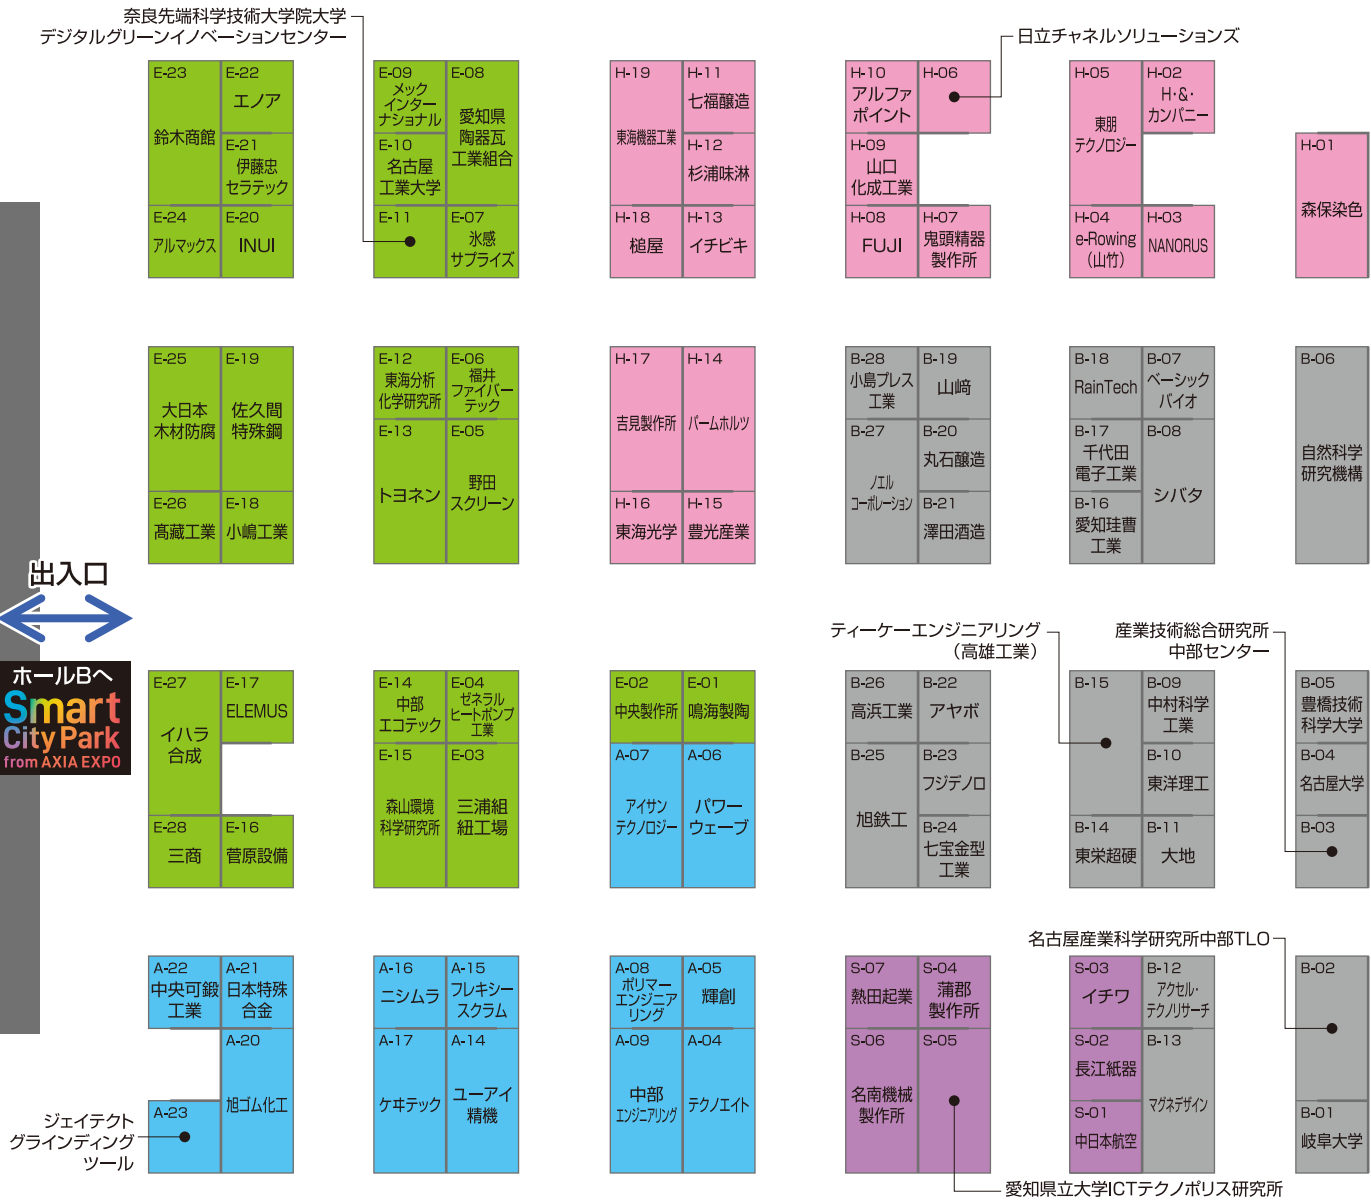 奈良先端科学技術大学院大学
デジタルグリーンイノベーションセンター
日立チャネルソリューションズ
E-23
鈴木商館
E-22
エノア
E-21
伊藤忠
セラテック
E-24
アルマックス
E-20
INUI
E-09
メック
インター
ナショナル
E-08
愛知県
陶器瓦
工業組合
E-10
名古屋
工業大学
E-11
E-07
氷感
サプライズ
H-19
東海機器工業
H-11
七福醸造
H-12
杉浦味淋
H-18
槌屋
H-13
イチビキ
H-10
アルファ
ポイント
H-06
H-09
山口
化成工業
H-08
FUJI
H-07
鬼頭精器
製作所
H-05
東朋
テクノロジー
H-02
H・&・
カンパニー
H-04
e-Rowing
（山竹）
H-03
NANORUS
H-01
森保染色
E-25
大日本
木材防腐
E-19
佐久間
特殊鋼
E-26
髙藏工業
E-18
小嶋工業
E-12
東海分析
化学研究所
E-06
福井
ファイバー
テック
E-13
トヨネン
E-05
野田
スクリーン
H-17
吉見製作所
H-14
パームホルツ
H-16
東海光学
H-15
豊光産業
B-28
小島プレス
工業
B-19
山﨑
B-27
ノエル
コーポレーション
B-20
丸石醸造
B-21
澤田酒造
B-18
RainTech
B-07
ベーシック
バイオ
B-17
千代田
電子工業
B-08
シバタ
B-16
愛知珪曹
工業
B-06
自然科学
研究機構
出入口
ホールBへ
Smart
City Park
from AXIA EXPO
ティーケーエンジニアリング
（高雄工業）
産業技術総合研究所
中部センター
E-27
イハラ
合成
E-17
ELEMUS
E-28
三商
E-16
菅原設備
E-14
中部
エコテック
E-04
ゼネラル
ヒートポンプ
工業
E-15
森山環境
科学研究所
E-03
三浦組
紐工場
E-02
中央製作所
E-01
鳴海製陶
A-07
アイサン
テクノロジー
A-06
パワー
ウェーブ
B-26
高浜工業
B-22
アヤボ
B-25
旭鉄工
B-23
フジデノロ
B-24
七宝金型
工業
B-15
B-09
中村科学
工業
B-10
東洋理工
B-14
東栄超硬
B-11
大地
B-05
豊橋技術
科学大学
B-04
名古屋大学
B-03
名古屋産業科学研究所中部TLO
A-22
中央可鍛
工業
A-21
日本特殊
合金
A-20
旭ゴム化工
A-23
ジェイテクト
グラインディング
ツール
A-16
ニシムラ
A-15
フレキシー
スクラム
A-17
ケヰテック
A-14
ユーアイ
精機
A-08
ポリマー
エンジニア
リング
A-05
輝創
A-09
中部
エンジニアリング
A-04
テクノエイト
S-07
熱田起業
S-04
蒲郡
製作所
S-06
名南機械
製作所
S-05
S-03
イチワ
B-12
アクセル・
テクノリサーチ
S-02
長江紙器
B-13
マグネデザイン
S-01
中日本航空
B-02
B-01
岐阜大学
愛知県立大学ICTテクノポリス研究所